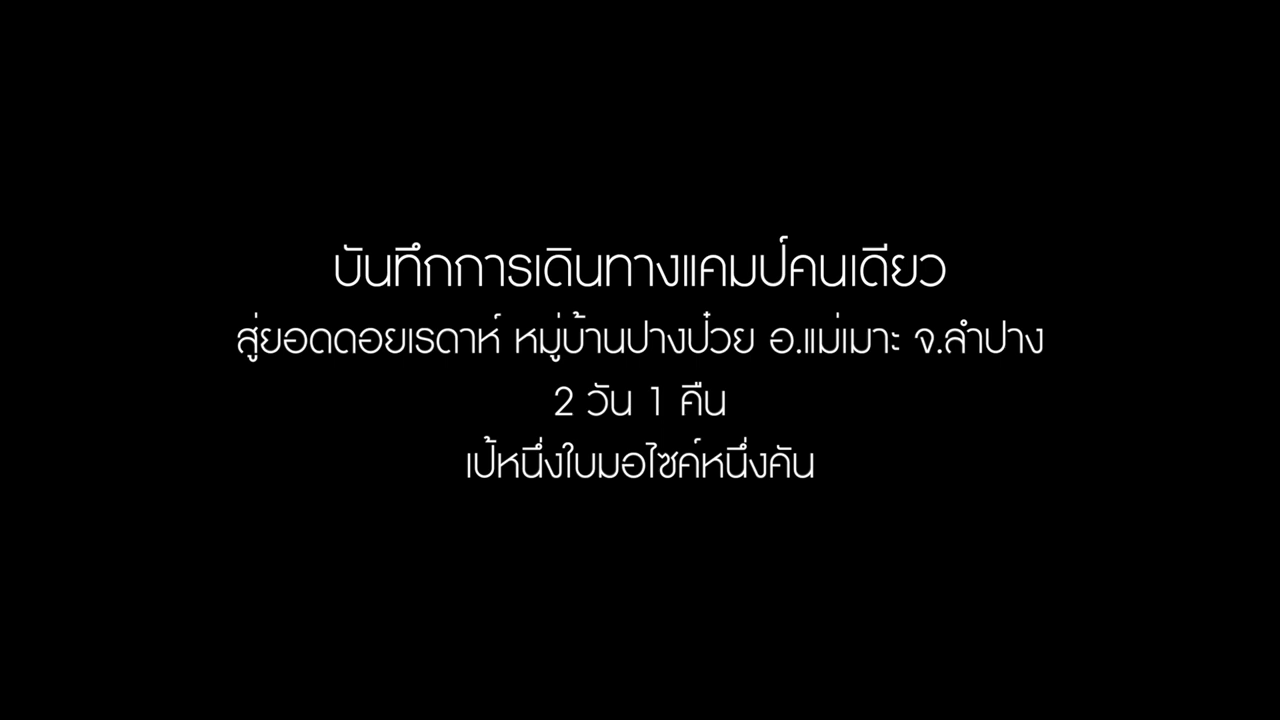 บันทึกการเดินทางแคมป์คนเดียว
สู่ยอดดอยเรดาห์ หมู่บ้านปางป๋วย อ.แม่เมาะ จ.ลำปาง
2 วัน 1 คืน
เป้หนึ่งใบมอไซค์หนึ่งคัน